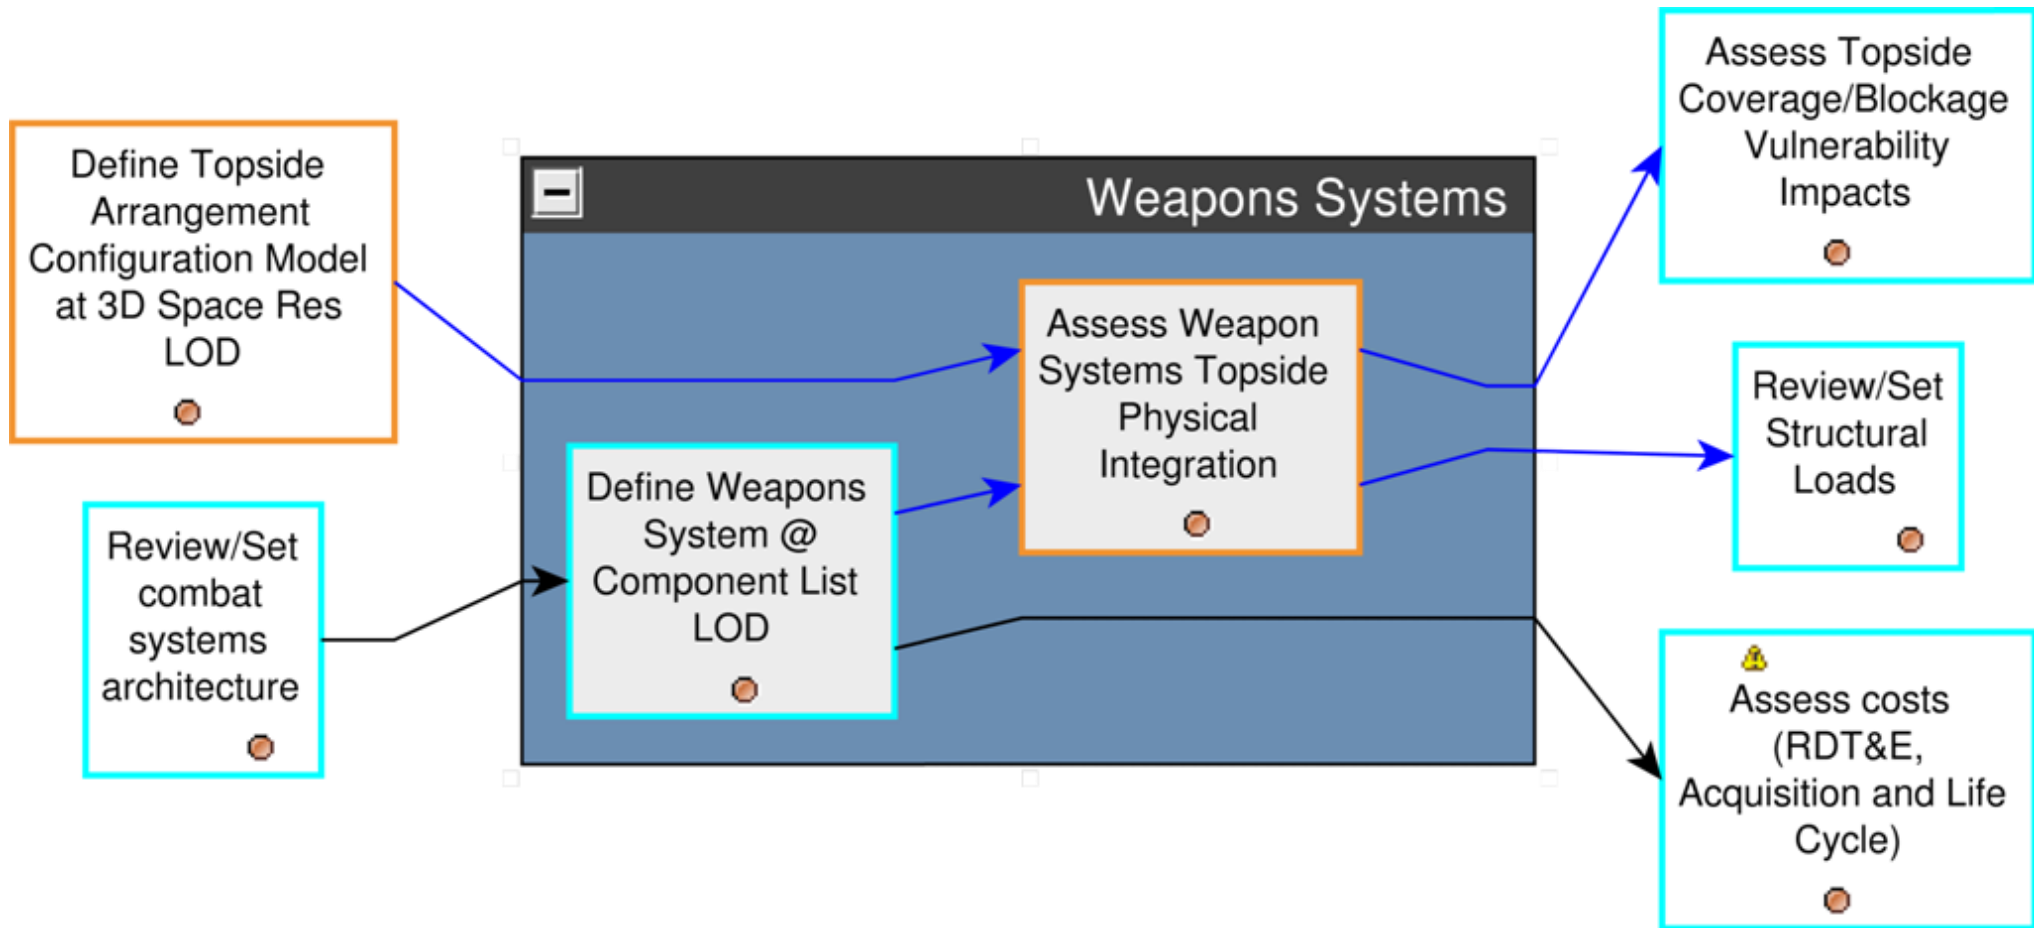 Define Topside
Arrangement
Configuration Model
at 3D Space Res
LOD
Review/Set
combat
systems
architecture
Weapons Systems
Define Weapons
System @
Component List
LOD
Assess Weapon
Systems Topside
Physical
Integration
Assess Topside
Coverage/Blockage
Vulnerability
Impacts
Review/Set
Structural
Loads
Assess costs
(RDT&E,
Acquisition and Life
Cycle)